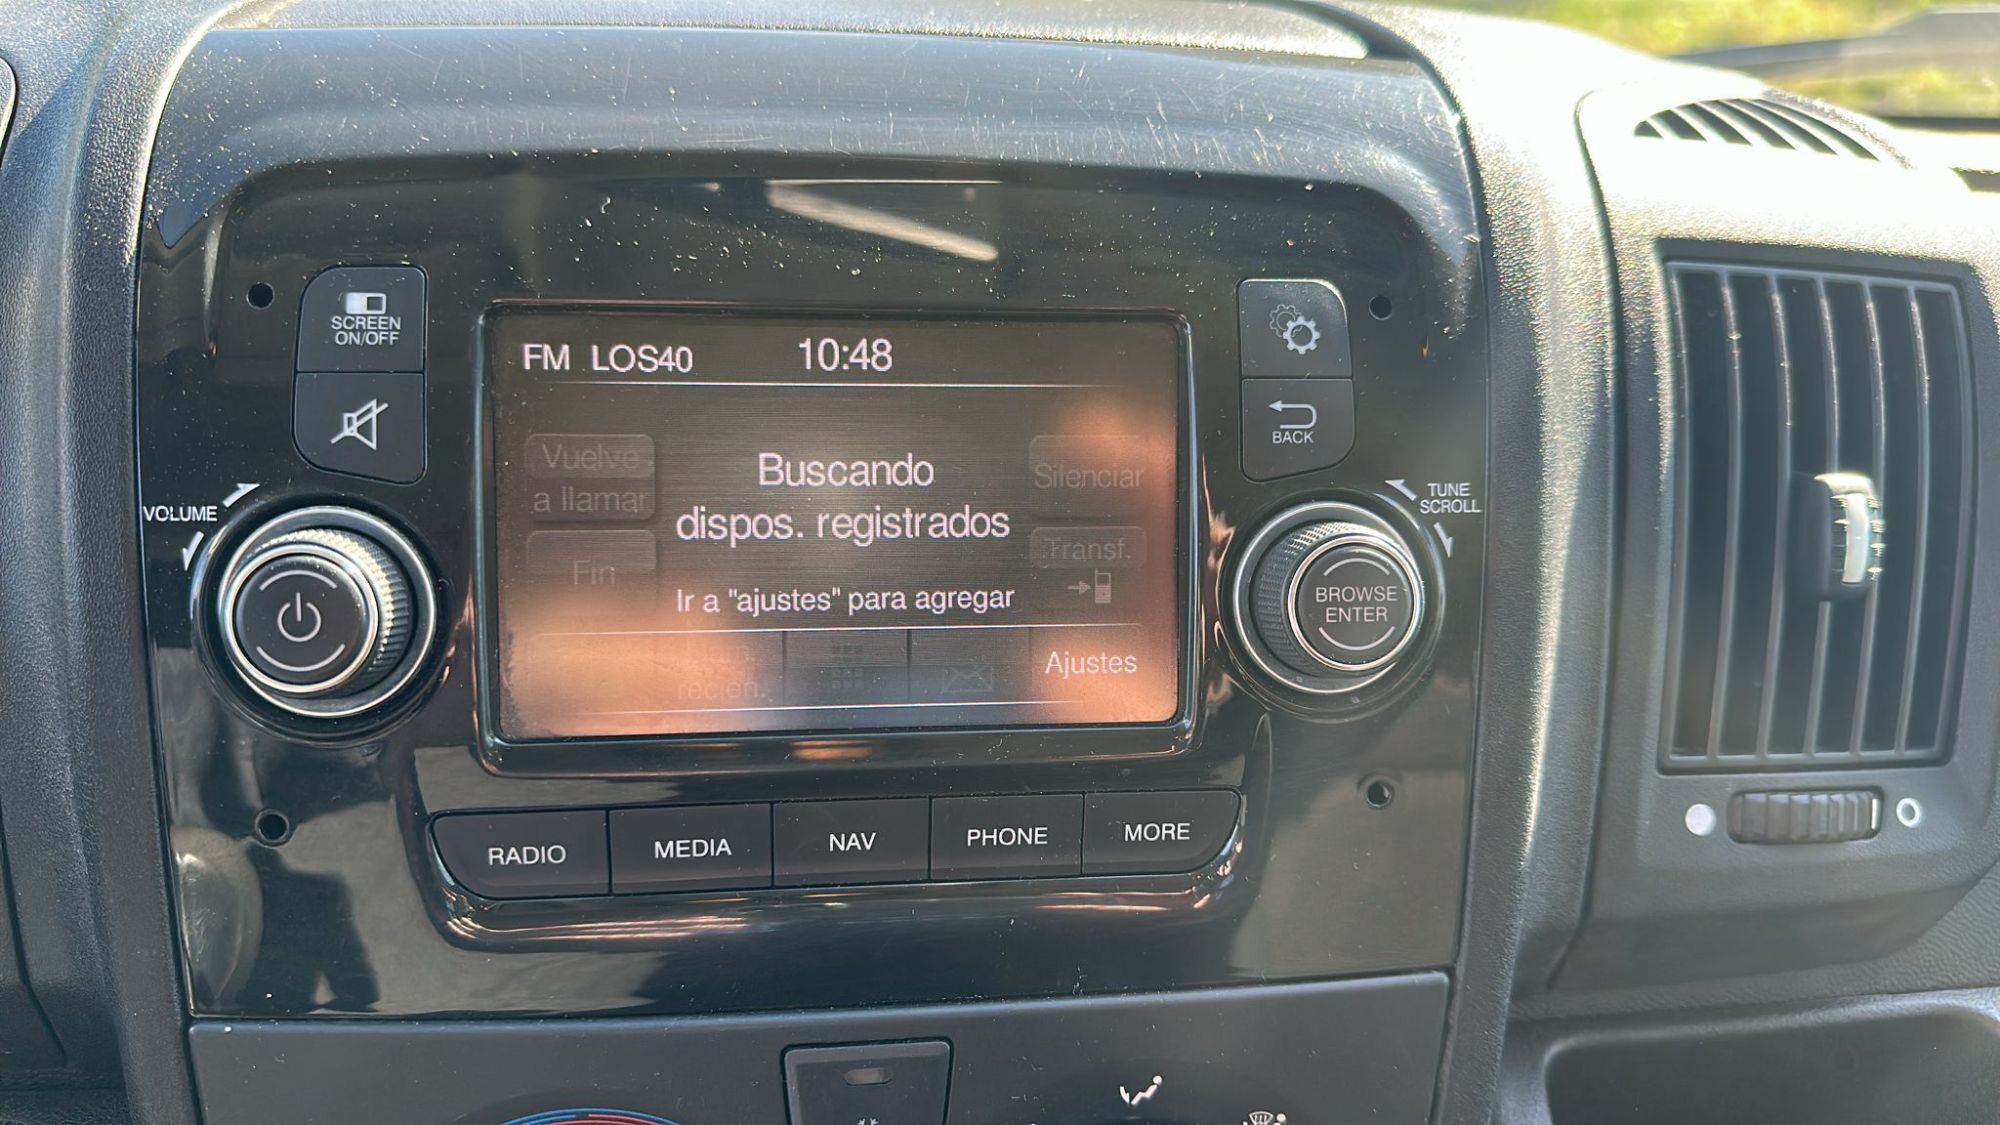 SCREEN
ON/OFF
VOLUME
FM LOS40 10:48
Vuelve
a llamar
Fin
Buscando
dispos. registrados
Ir a "ajustes" para agregar
Silenciar
Transf.
recien.
Ajustes
BACK
TUNE
SCROLL
BROWSE
ENTER
RADIO
MEDIA
NAV
PHONE
MORE